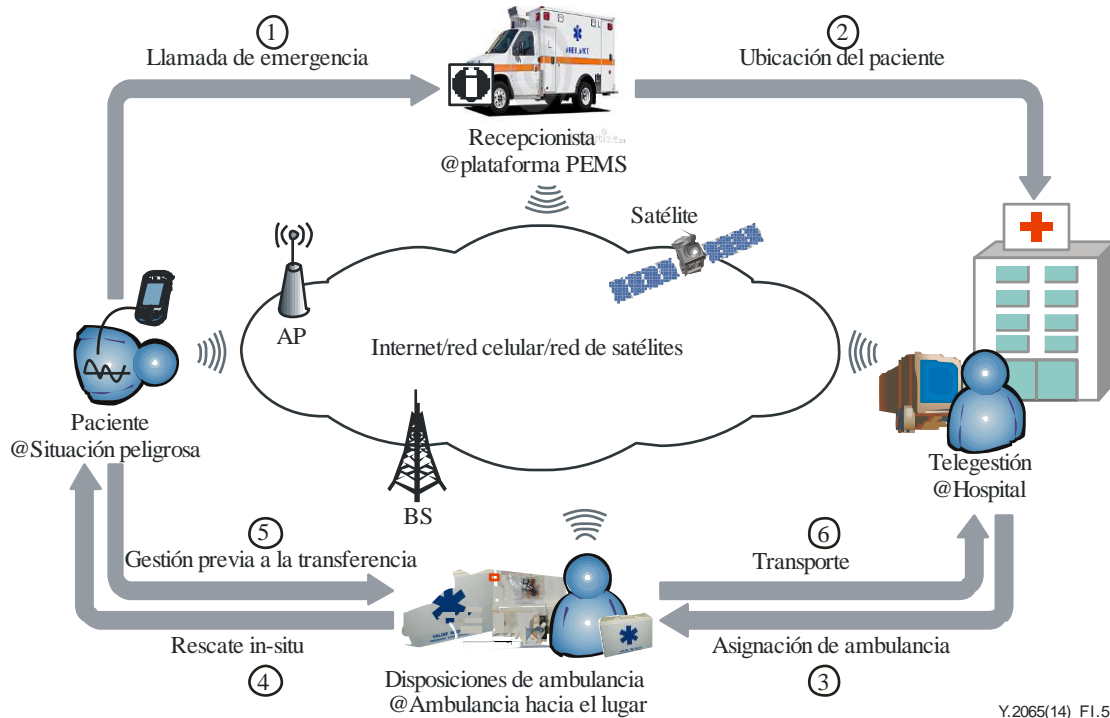 1
Llamada de emergencia
2
Ubicación del paciente
Recepcionista
@plataforma PEMS
Satélite
AP
Internet/red celular/red de satélites
Paciente
@Situación peligrosa
BS
Telegestión
@Hospital
5
Gestión previa a la transferencia
6
Transporte
Rescate in-situ
4
Disposiciones de ambulancia
@Ambulancia hacia el lugar
Asignación de ambulancia
3
Y.2065(14)_FI.5